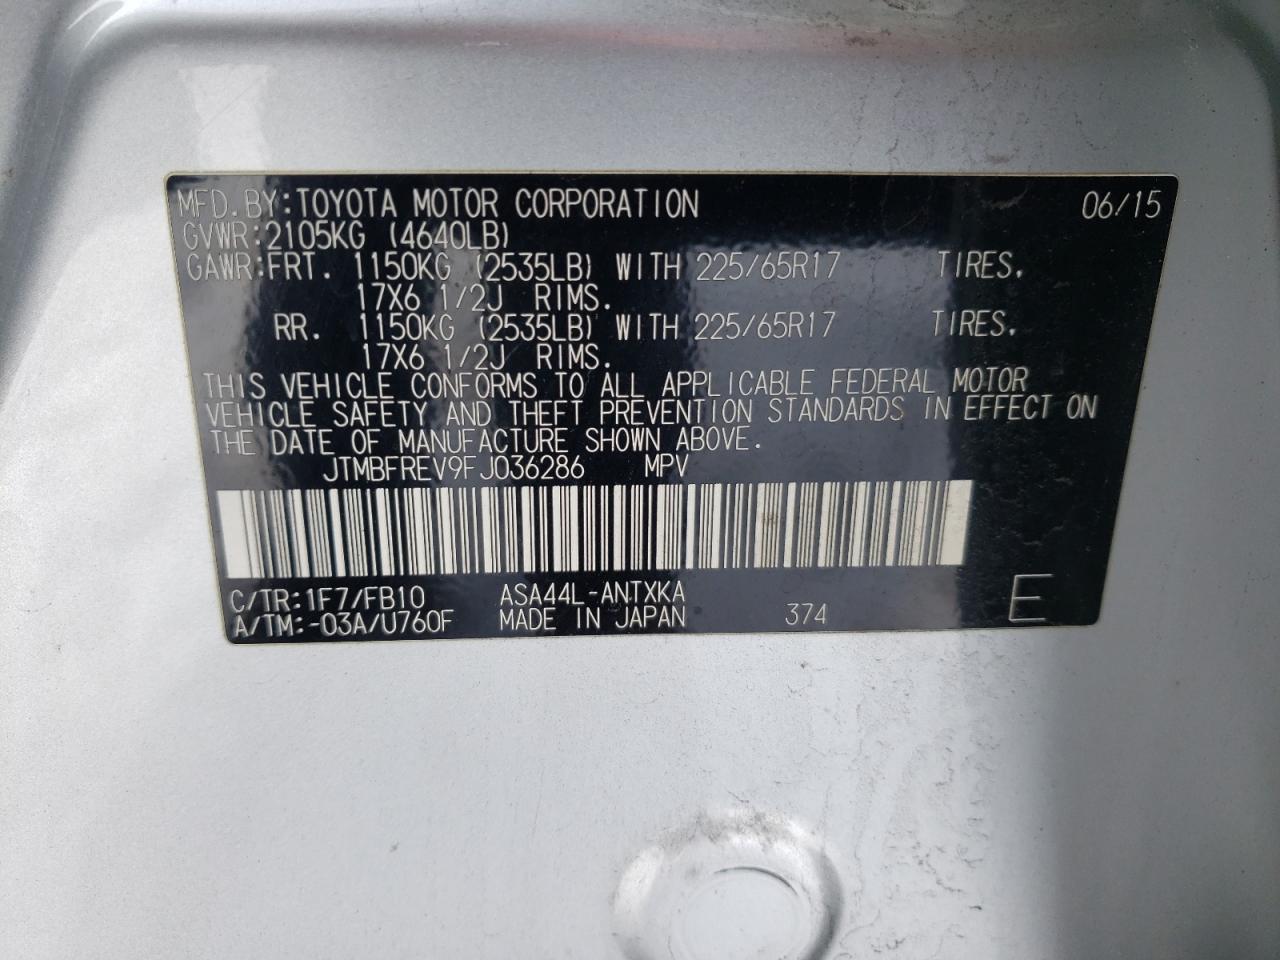 MFD. BY: TOYOTA MOTOR CORPORATION 06/15
GVWR: 2105KG (4640LB)
GAWR: FRT. 1150KG (2535LB) WITH 225/65R17 TIRES.
17X6 1/2J RIMS.
RR. 1150KG (2535LB) WITH 225/65R17 TIRES.
17X6 1/2J RIMS.
THIS VEHICLE CONFORMS TO ALL APPLICABLE FEDERAL MOTOR
VEHICLE SAFETY AND THEFT PREVENTION STANDARDS IN EFFECT ON
THE DATE OF MANUFACTURE SHOWN ABOVE.
JTMBFREV9FJ036286 MPV
C/TR: 1F7/FB10 ASA44L-ANTXKA
A/TM: -03A/U760F MADE IN JAPAN 374 E